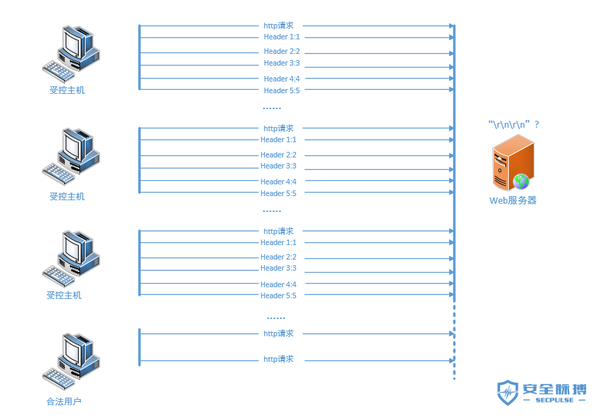 http请求
Header 1:1
Header 2:2
Header 3:3
Header 4:4
Header 5:5
受控主机
……
“\r\n\r\n”？
http请求
Header 1:1
Header 2:2
Header 3:3
Header 4:4
Header 5:5
受控主机
Web服务器
……
http请求
Header 1:1
Header 2:2
Header 3:3
Header 4:4
Header 5:5
受控主机
……
http请求
http请求
合法用户
安全脉搏
SECPULSE